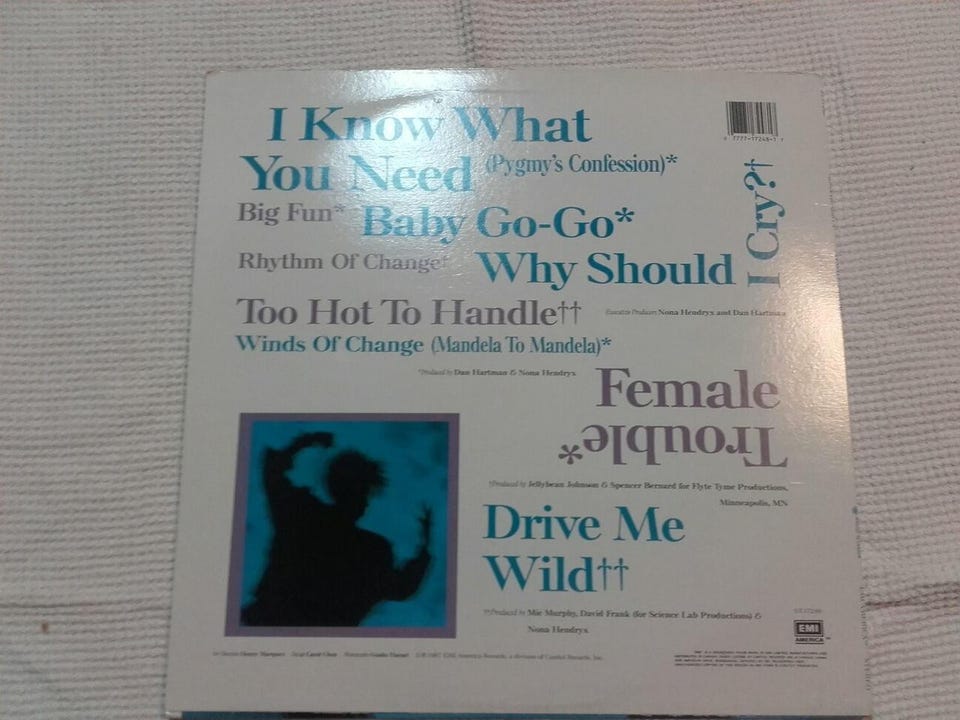 I Know What
You Need (Pygmy's Confession)*
Big Fun* Baby Go-Go*
Rhythm Of Change† Why Should
I Cry?†
Too Hot To Handle††
Executive Producers Nona Hendryx and Dan Hartman
Winds Of Change (Mandela To Mandela)*
*Produced by Dan Hartman & Nona Hendryx
Female
Trouble*
†Produced by Jellybean Johnson & Spencer Bernard for Flyte Tyme Productions,
Minneapolis, MN
Drive Me
Wild††
††Produced by Mic Murphy, David Frank (for Science Lab Productions) &
Nona Hendryx
EMI
AMERICA